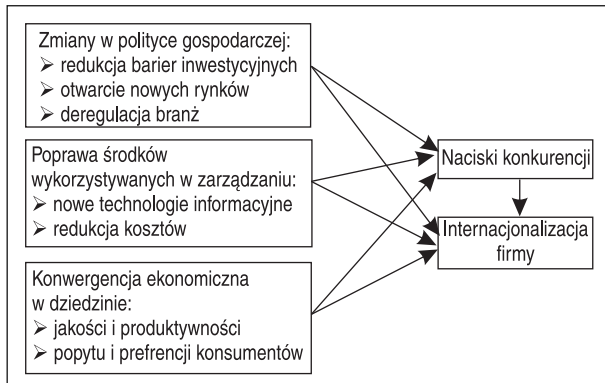 Zmiany w polityce gospodarczej:
➢ redukcja barier inwestycyjnych
➢ otwarcie nowych rynków
➢ deregulacja branż
Poprawa środków
wykorzystywanych w zarządzaniu:
➢ nowe technologie informacyjne
➢ redukcja kosztów
Konwergencja ekonomiczna
w dziedzinie:
➢ jakości i produktywności
➢ popytu i prefrencji konsumentów
Naciski konkurencji
Internacjonalizacja
firmy